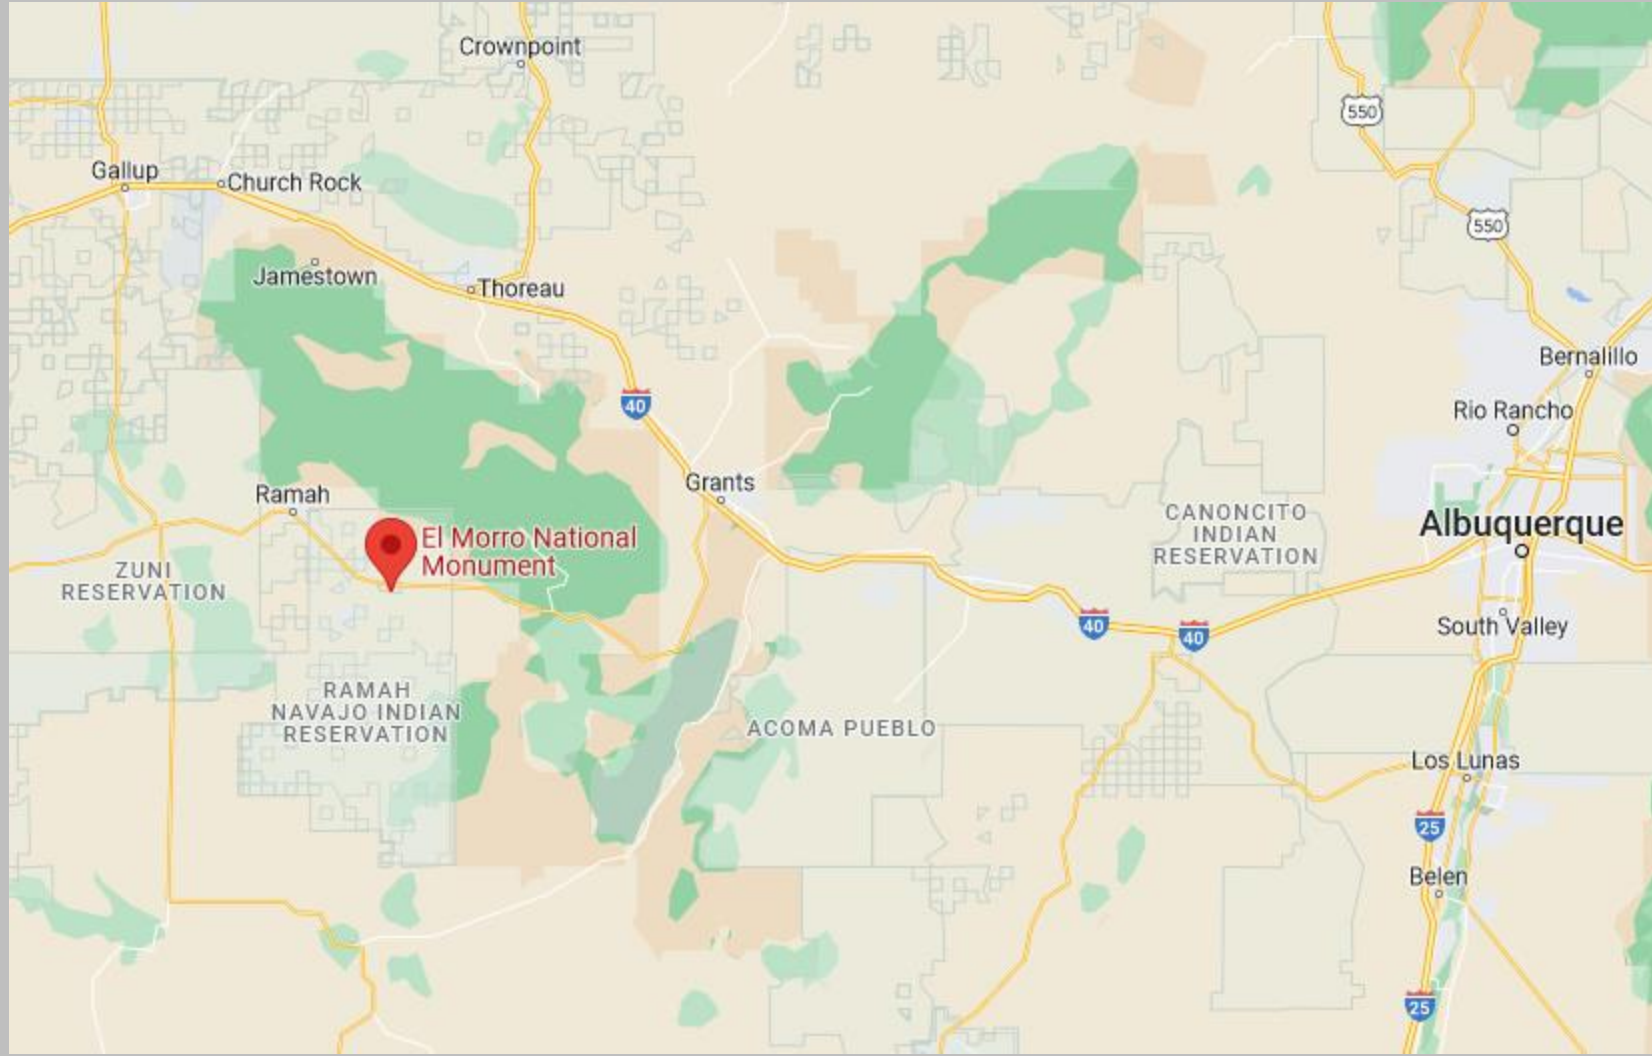 Crownpoint
550
Gallup
Church Rock
550
Jamestown
Thoreau
Bernalillo
40
Rio Rancho
Grants
Ramah
CANONCITO
INDIAN
RESERVATION
Albuquerque
El Morro National
Monument
ZUNI
RESERVATION
40
40
South Valley
RAMAH
NAVAJO INDIAN
RESERVATION
ACOMA PUEBLO
Los Lunas
25
Belen
25